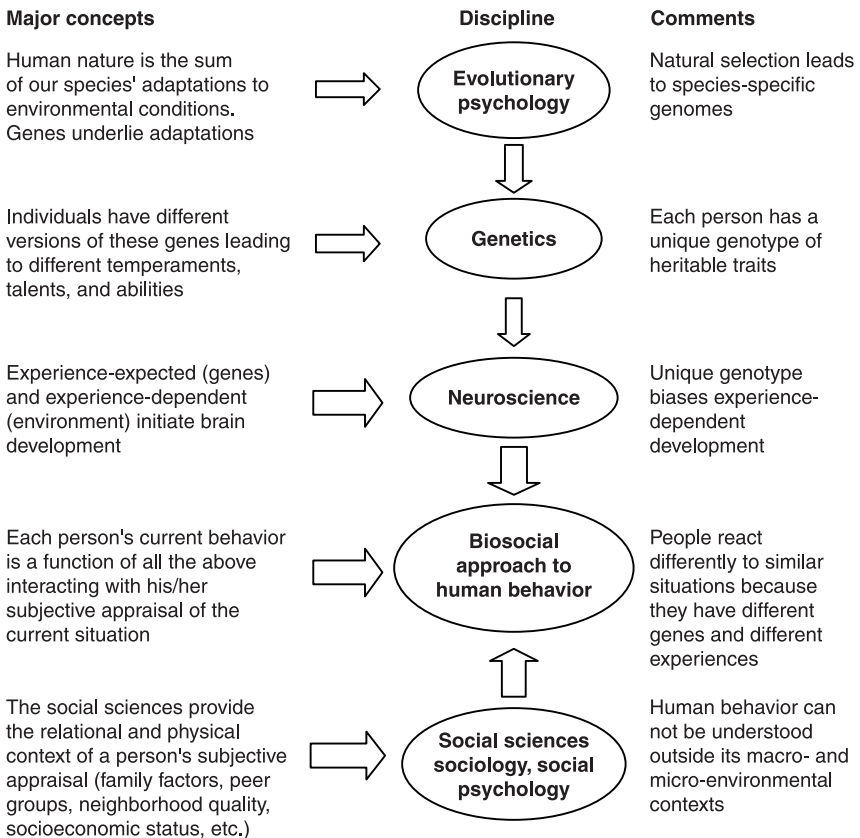 Major concepts
Discipline
Comments
Human nature is the sum
of our species' adaptations to
environmental conditions.
Genes underlie adaptations
Evolutionary
psychology
Natural selection leads
to species-specific
genomes
Individuals have different
versions of these genes leading
to different temperaments,
talents, and abilities
Genetics
Each person has a
unique genotype of
heritable traits
Experience-expected (genes)
and experience-dependent
(environment) initiate brain
development
Neuroscience
Unique genotype
biases experience-
dependent
development
Each person's current behavior
is a function of all the above
interacting with his/her
subjective appraisal of the
current situation
Biosocial
approach to
human behavior
People react
differently to similar
situations because
they have different
genes and different
experiences
The social sciences provide
the relational and physical
context of a person's subjective
appraisal (family factors, peer
groups, neighborhood quality,
socioeconomic status, etc.)
Social sciences
sociology, social
psychology
Human behavior can
not be understood
outside its macro- and
micro-environmental
contexts